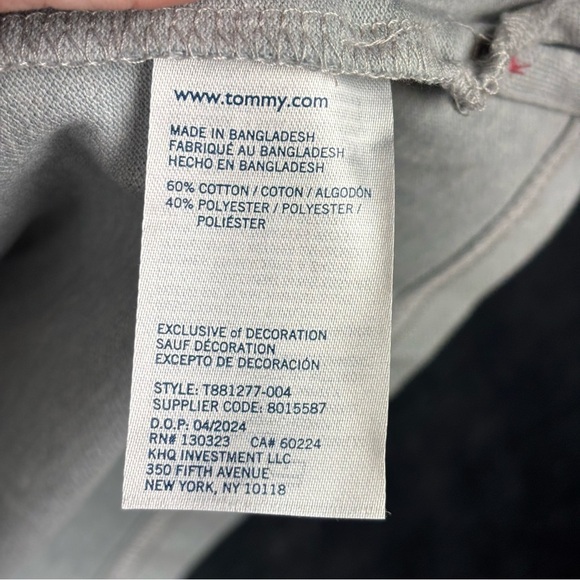 www.tommy.com
MADE IN BANGLADESH
FABRIQUÉ AU BANGLADESH
HECHO EN BANGLADESH
60% COTTON / COTON / ALGODÓN
40% POLYESTER / POLYESTER /
POLIÉSTER
EXCLUSIVE of DECORATION
SAUF DÉCORATION
EXCEPTO DE DECORACIÓN
STYLE: T881277-004
SUPPLIER CODE: 8015587
D.O.P: 04/2024
RN# 130323 CA# 60224
KHQ INVESTMENT LLC
350 FIFTH AVENUE
NEW YORK, NY 10118